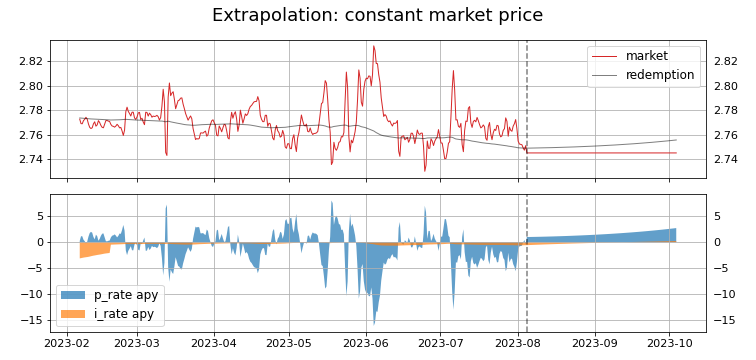 Extrapolation: constant market price
2.82 2.82
2.80 2.80
2.78 2.78
2.76 2.76
2.74 2.74
market
redemption
5 5
0 0
−5 −5
−10 −10
−15 −15
p_rate apy
i_rate apy
2023-02 2023-03 2023-04 2023-05 2023-06 2023-07 2023-08 2023-09 2023-10